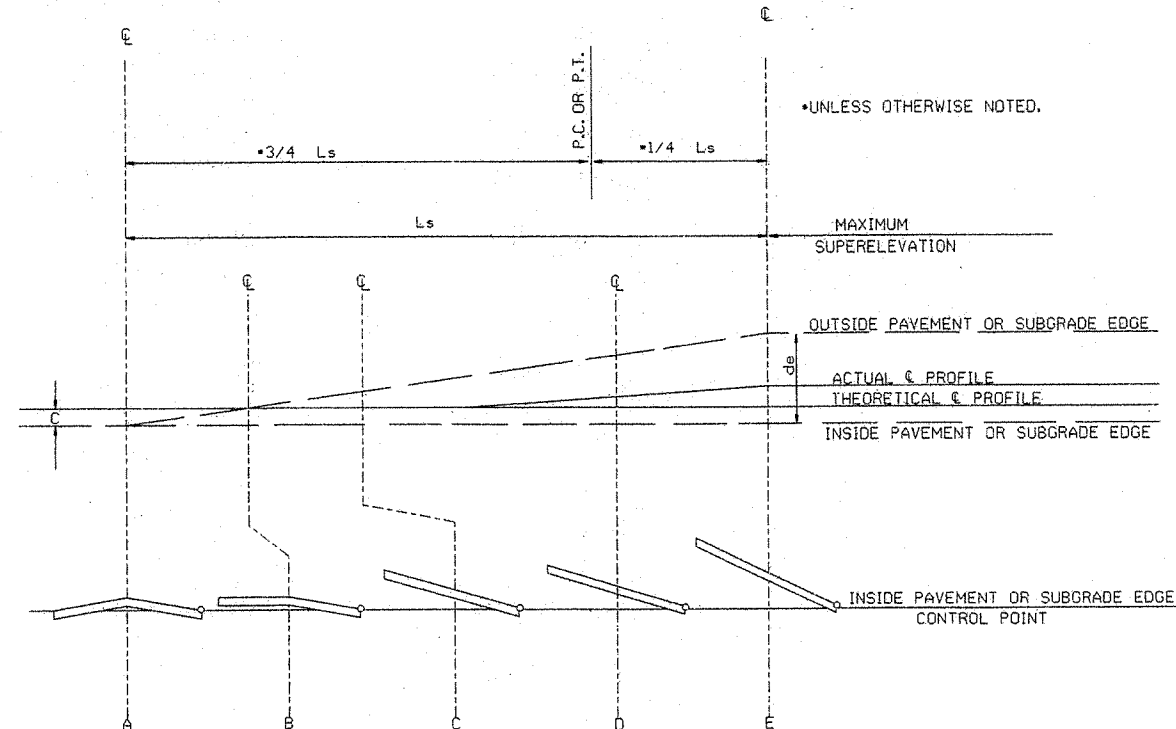 ℄ ℄
P.C. OR P.T.
*UNLESS OTHERWISE NOTED.
*3/4 Ls *1/4 Ls
Ls
MAXIMUM
SUPERELEVATION
℄ ℄ ℄
OUTSIDE PAVEMENT OR SUBGRADE EDGE
de
ACTUAL ℄ PROFILE
THEORETICAL ℄ PROFILE
C
INSIDE PAVEMENT OR SUBGRADE EDGE
INSIDE PAVEMENT OR SUBGRADE EDGE
CONTROL POINT
A B C D E